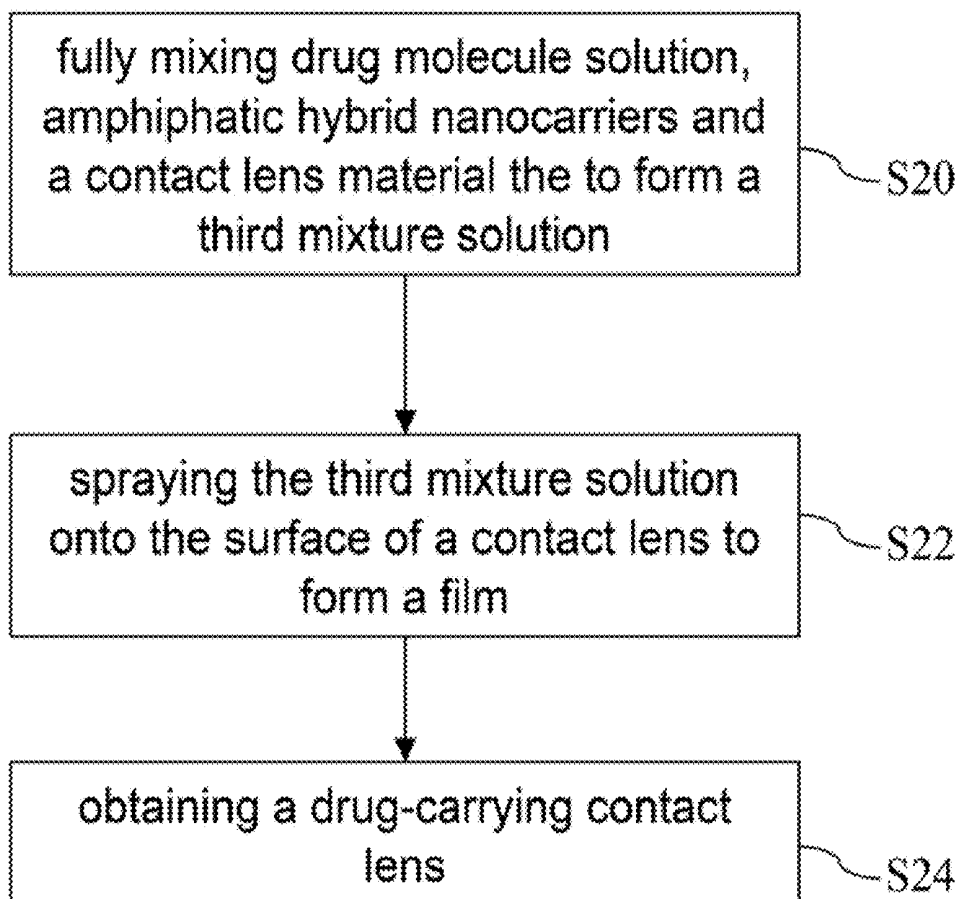 fully mixing drug molecule solution,
amphiphatic hybrid nanocarriers and
a contact lens material the to form a
third mixture solution
S20
spraying the third mixture solution
onto the surface of a contact lens to
form a film
S22
obtaining a drug-carrying contact
lens
S24